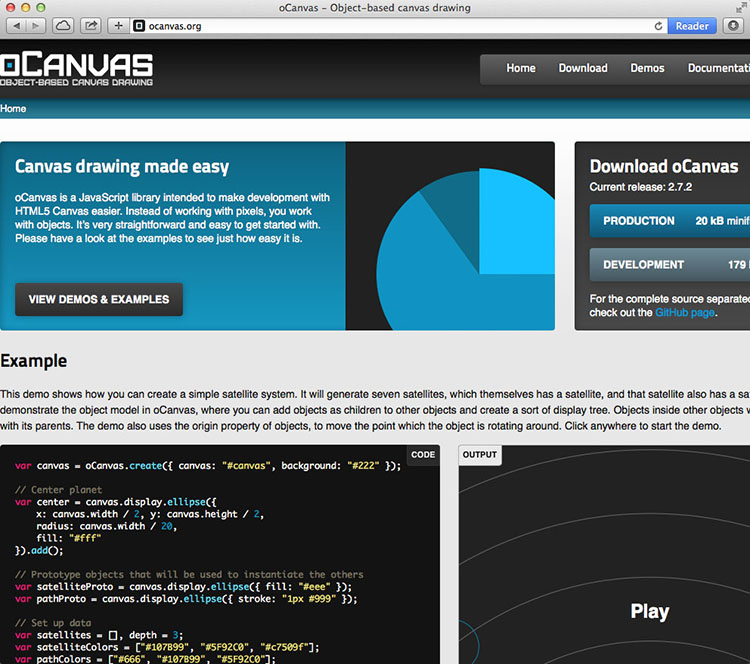 oCanvas - Object-based canvas drawing
ocanvas.org
Reader
oCANVAS
OBJECT-BASED CANVAS DRAWING
Home
Download
Demos
Home
Canvas drawing made easy
oCanvas is a JavaScript library intended to make development with
HTML5 Canvas easier. Instead of working with pixels, you work
with objects. It's very straightforward and easy to get started with.
Please have a look at the examples to see just how easy it is.
VIEW DEMOS & EXAMPLES
Download oCanvas
Current release: 2.7.2
PRODUCTION 20 kB minif
DEVELOPMENT 179
For the complete source separated
check out the GitHub page.
Example
This demo shows how you can create a simple satellite system. It will generate seven satellites, which themselves has a satellite, and that satellite also has a sa
demonstrate the object model in oCanvas, where you can add objects as children to other objects and create a sort of display tree. Objects inside other objects w
with its parents. The demo also uses the origin property of objects, to move the point which the object is rotating around. Click anywhere to start the demo.
CODE
var canvas = oCanvas.create({ canvas: "#canvas", background: "#222" });
// Center planet
var center = canvas.display.ellipse({
x: canvas.width / 2, y: canvas.height / 2,
radius: canvas.width / 20,
fill: "#fff"
}).add();
// Prototype objects that will be used to instantiate the others
var satelliteProto = canvas.display.ellipse({ fill: "#eee" });
var pathProto = canvas.display.ellipse({ stroke: "1px #999" });
// Set up data
var satellites = [], depth = 3;
var satelliteColors = ["#107B99", "#5F92C0", "#c7509f"];
var pathColors = ["#666", "#107B99", "#5F92C0"];
OUTPUT
Play